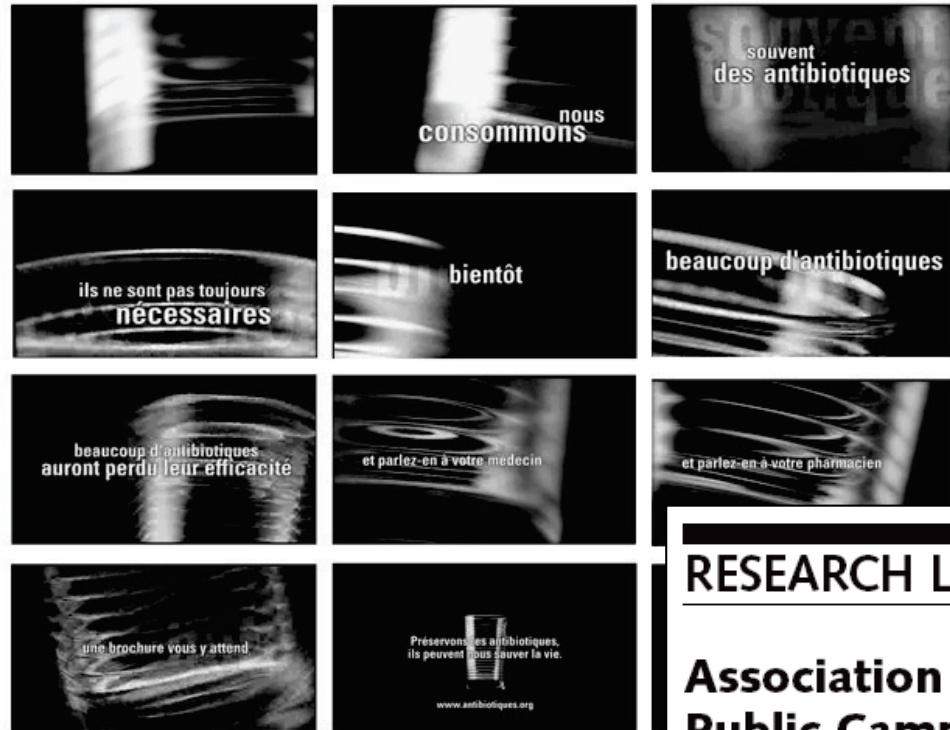 nous
consommons
souvent
des antibiotiques
ils ne sont pas toujours
nécessaires
bientôt
beaucoup d'antibiotiques
beaucoup d'antibiotiques
auront perdu leur efficacité
et parlez-en à votre medecin
et parlez-en à votre pharmacien
une brochure vous y attend
Préservons les antibiotiques,
ils peuvent nous sauver la vie.
www.antibiotiques.org
RESEARCH L
Association
Public Camp